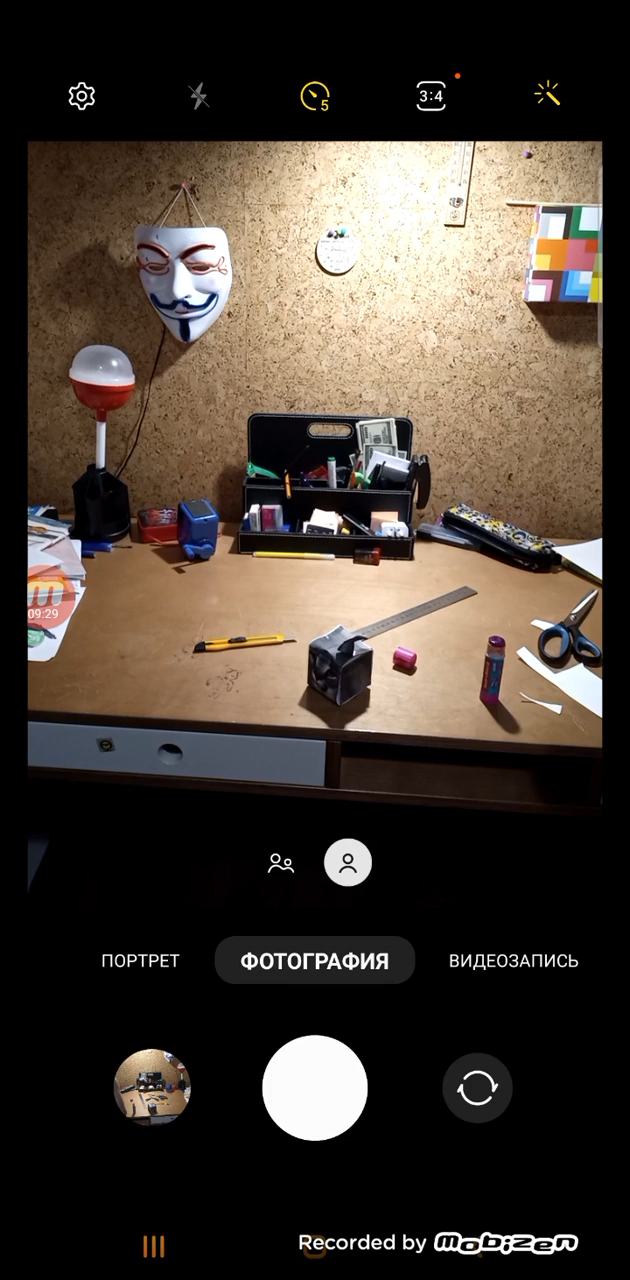 5
3:4
09:29
ПОРТРЕТ
ФОТОГРАФИЯ
ВИДЕОЗАПИСЬ
Recorded by Mobizen